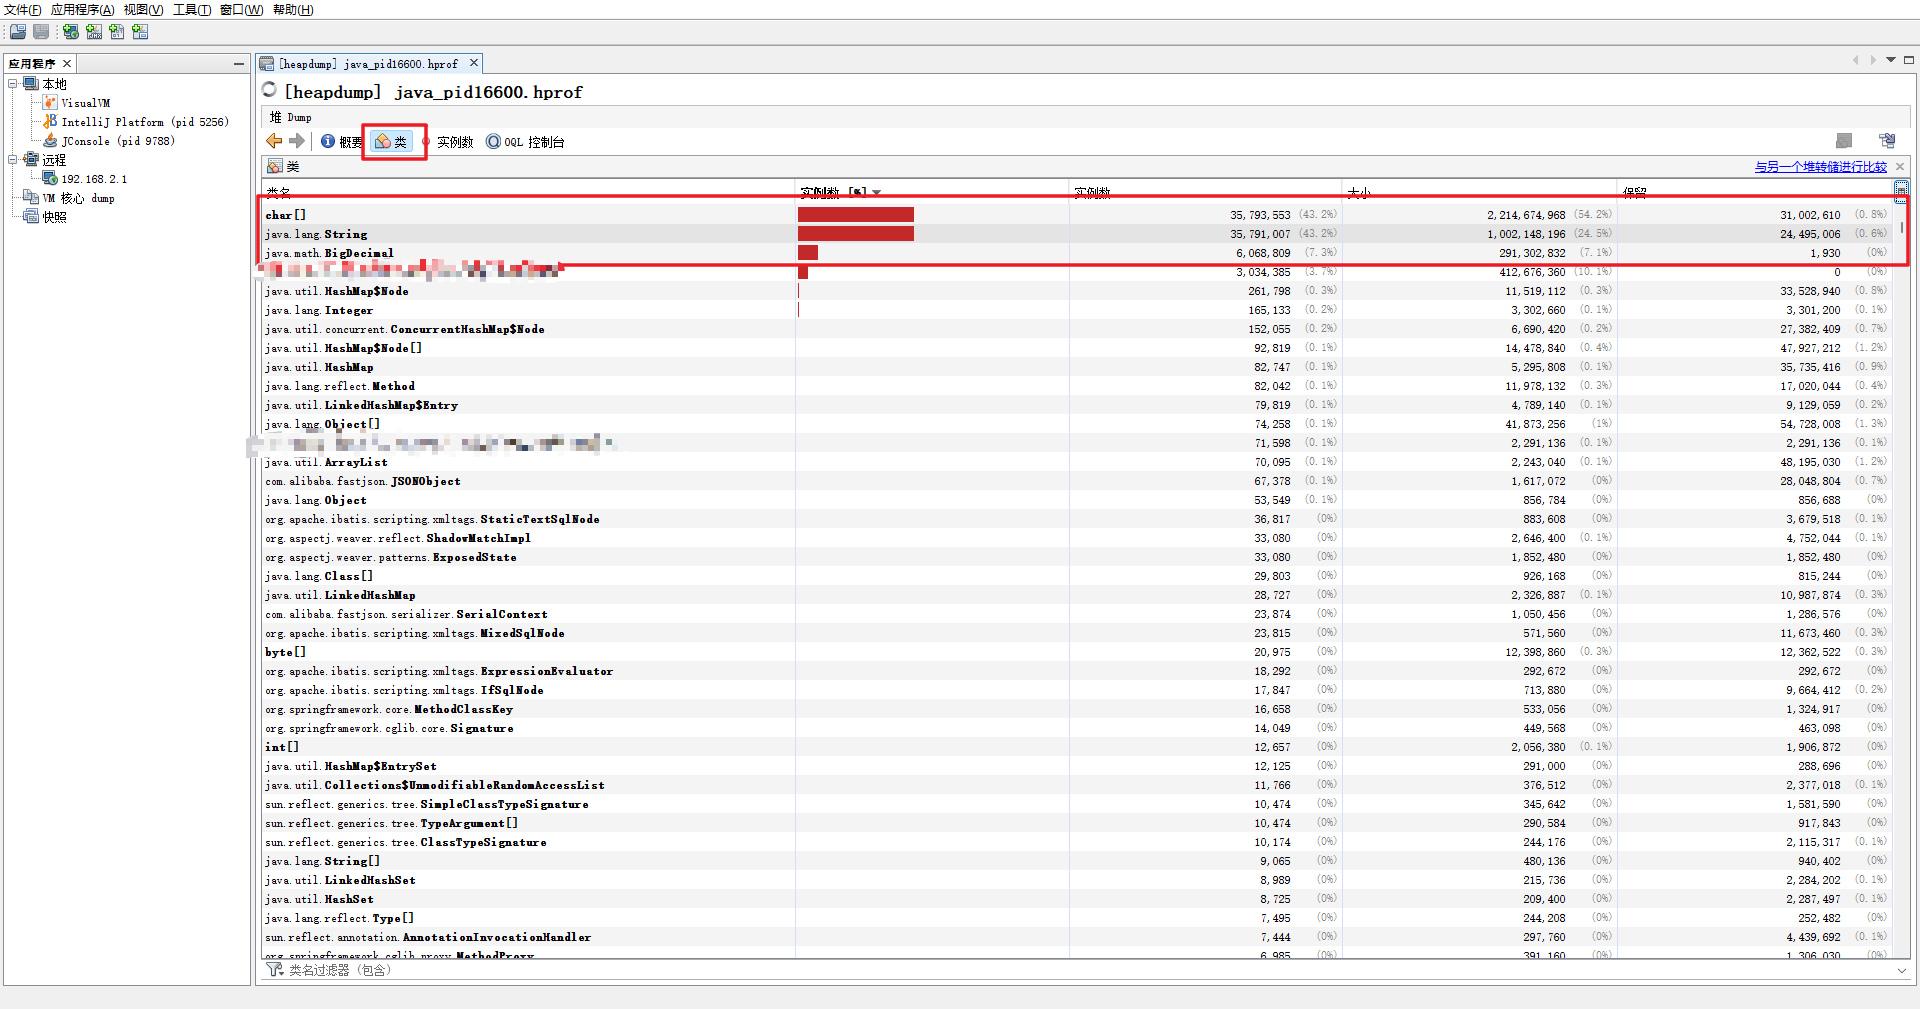 文件(F) 应用程序(A) 视图(V) 工具(T) 窗口(W) 帮助(H)
应用程序
本地
VisualVM
IntelliJ Platform (pid 5256)
JConsole (pid 9788)
远程
192.168.2.1
VM 核心 dump
快照
[heapdump] java_pid16600.hprof
[heapdump] java_pid16600.hprof
堆 Dump
概要 类 实例数 OQL 控制台
类 与另一个堆转储进行比较
类名 实例数 [%] 实例数 大小 保留
char[] 35,793,553 (43.2%) 2,214,674,968 (54.2%) 31,002,610 (0.8%)
java.lang.String 35,791,007 (43.2%) 1,002,148,196 (24.5%) 24,495,006 (0.6%)
java.math.BigDecimal 6,068,809 (7.3%) 291,302,832 (7.1%) 1,930 (0%)
3,034,385 (3.7%) 412,676,360 (10.1%) 0 (0%)
java.util.HashMap$Node 261,798 (0.3%) 11,519,112 (0.3%) 33,528,940 (0.8%)
java.lang.Integer 165,133 (0.2%) 3,302,660 (0.1%) 3,301,200 (0.1%)
java.util.concurrent.ConcurrentHashMap$Node 152,055 (0.2%) 6,690,420 (0.2%) 27,382,409 (0.7%)
java.util.HashMap$Node[] 92,819 (0.1%) 14,478,840 (0.4%) 47,927,212 (1.2%)
java.util.HashMap 82,747 (0.1%) 5,295,808 (0.1%) 35,735,416 (0.9%)
java.lang.reflect.Method 82,042 (0.1%) 11,978,132 (0.3%) 17,020,044 (0.4%)
java.util.LinkedHashMap$Entry 79,819 (0.1%) 4,789,140 (0.1%) 9,129,059 (0.2%)
java.lang.Object[] 74,258 (0.1%) 41,873,256 (1%) 54,728,008 (1.3%)
71,598 (0.1%) 2,291,136 (0.1%) 2,291,136 (0.1%)
java.util.ArrayList 70,095 (0.1%) 2,243,040 (0.1%) 48,195,030 (1.2%)
com.alibaba.fastjson.JSONObject 67,378 (0.1%) 1,617,072 (0%) 28,048,804 (0.7%)
java.lang.Object 53,549 (0.1%) 856,784 (0%) 856,688 (0%)
org.apache.ibatis.scripting.xmltags.StaticTextSqlNode 36,817 (0%) 883,608 (0%) 3,679,518 (0.1%)
org.aspectj.weaver.reflect.ShadowMatchImpl 33,080 (0%) 2,646,400 (0.1%) 4,752,044 (0.1%)
org.aspectj.weaver.patterns.ExposedState 33,080 (0%) 1,852,480 (0%) 1,852,480 (0%)
java.lang.Class[] 29,803 (0%) 926,168 (0%) 815,244 (0%)
java.util.LinkedHashMap 28,727 (0%) 2,326,887 (0.1%) 10,987,874 (0.3%)
com.alibaba.fastjson.serializer.SerialContext 23,874 (0%) 1,050,456 (0%) 1,286,576 (0%)
org.apache.ibatis.scripting.xmltags.MixedSqlNode 23,815 (0%) 571,560 (0%) 11,673,460 (0.3%)
byte[] 20,975 (0%) 12,398,860 (0.3%) 12,362,522 (0.3%)
org.apache.ibatis.scripting.xmltags.ExpressionEvaluator 18,292 (0%) 292,672 (0%) 292,672 (0%)
org.apache.ibatis.scripting.xmltags.IfSqlNode 17,847 (0%) 713,880 (0%) 9,664,412 (0.2%)
org.springframework.core.MethodClassKey 16,658 (0%) 533,056 (0%) 1,324,917 (0%)
org.springframework.cglib.core.Signature 14,049 (0%) 449,568 (0%) 463,098 (0%)
int[] 12,657 (0%) 2,056,380 (0.1%) 1,906,872 (0%)
java.util.HashMap$EntrySet 12,125 (0%) 291,000 (0%) 288,696 (0%)
java.util.Collections$UnmodifiableRandomAccessList 11,766 (0%) 376,512 (0%) 2,377,018 (0.1%)
sun.reflect.generics.tree.SimpleClassTypeSignature 10,474 (0%) 345,642 (0%) 1,581,590 (0%)
sun.reflect.generics.tree.TypeArgument[] 10,474 (0%) 290,584 (0%) 917,843 (0%)
sun.reflect.generics.tree.ClassTypeSignature 10,174 (0%) 244,176 (0%) 2,115,317 (0.1%)
java.lang.String[] 9,065 (0%) 480,136 (0%) 940,402 (0%)
java.util.LinkedHashSet 8,989 (0%) 215,736 (0%) 2,284,202 (0.1%)
java.util.HashSet 8,725 (0%) 209,400 (0%) 2,287,497 (0.1%)
java.lang.reflect.Type[] 7,495 (0%) 244,208 (0%) 252,482 (0%)
sun.reflect.annotation.AnnotationInvocationHandler 7,444 (0%) 297,760 (0%) 4,439,692 (0.1%)
org.springframework.cglib.proxy.MethodProxy 6,985 (0%) 391,160 (0%) 1,306,030 (0%)
类名过滤器 (包含)